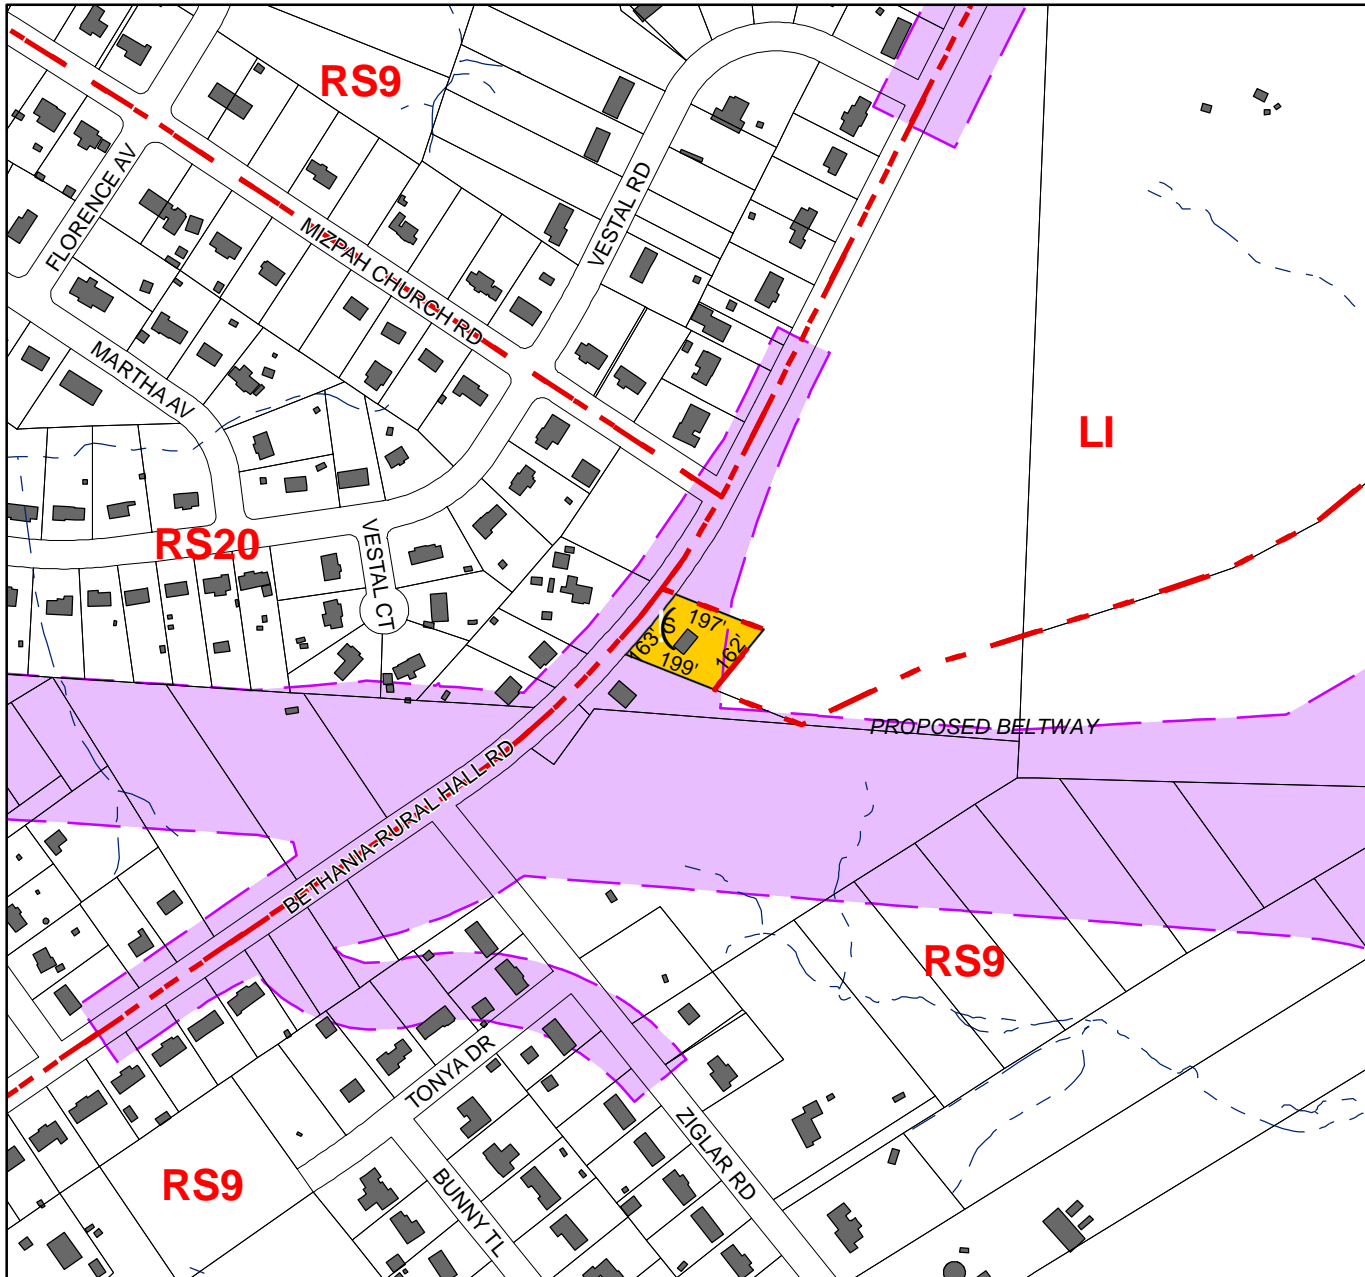 RS9
FLORENCE AV
VESTAL RD
MIZPAH CHURCH RD
MARTHA AV
LI
RS20
VESTAL CT
(S
197'
163'
162'
199'
PROPOSED BELTWAY
BETHANIA-RURAL HALL RD
RS9
TONYA DR
ZIGLAR RD
RS9
BUNNY TL